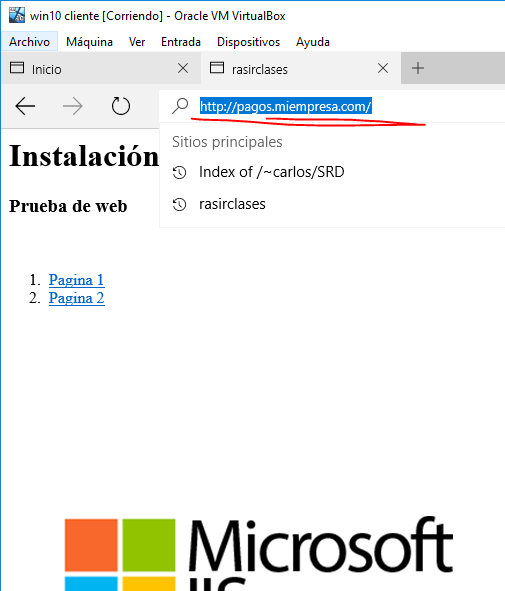 win10 cliente [Corriendo] - Oracle VM VirtualBox
Archivo Máquina Ver Entrada Dispositivos Ayuda
Inicio rasirclases
http://pagos.miempresa.com/
Sitios principales
Index of /~carlos/SRD
rasirclases
Instalación
Prueba de web
1. Pagina 1
2. Pagina 2
Microsoft